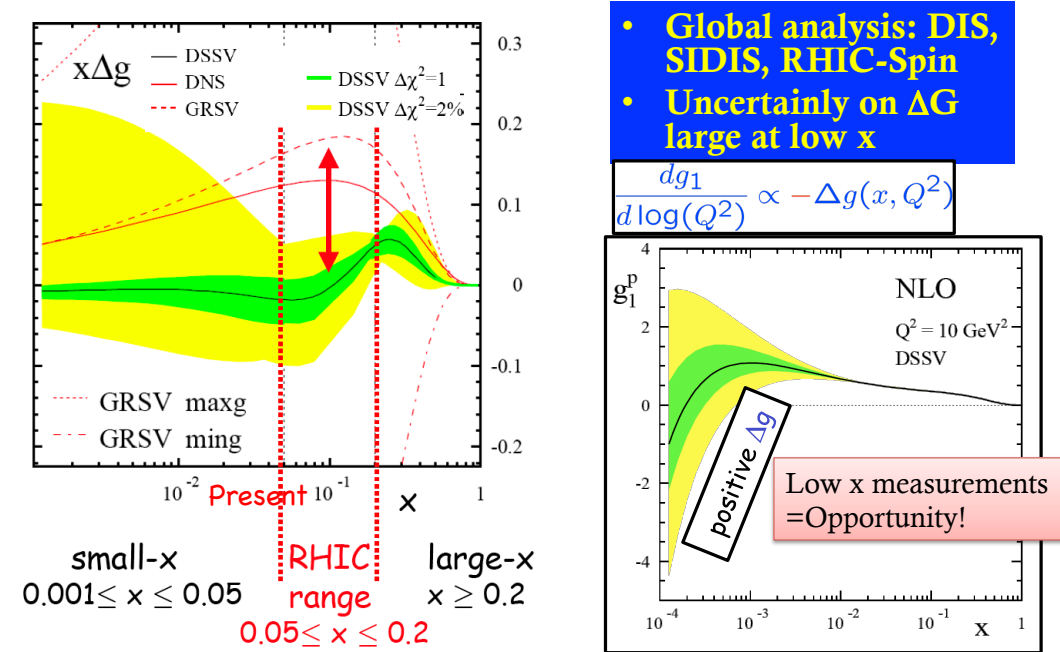 xΔg
DSSV
DNS
GRSV
DSSV Δχ²=1
DSSV Δχ²=2%
0.3
0.2
0.1
0
-0.1
-0.2
GRSV maxg
GRSV ming
10⁻²
Present
10⁻¹
x
1
small-x
0.001≤ x ≤ 0.05
RHIC
range
0.05≤ x ≤ 0.2
large-x
x ≥ 0.2
• Global analysis: DIS,
SIDIS, RHIC-Spin
• Uncertainly on ΔG
large at low x
dg₁ / d log(Q²) ∝ −Δg(x, Q²)
g₁ᵖ
4
2
0
-2
-4
NLO
Q² = 10 GeV²
DSSV
positive Δg
Low x measurements
=Opportunity!
10⁻⁴
10⁻³
10⁻²
10⁻¹
x
1